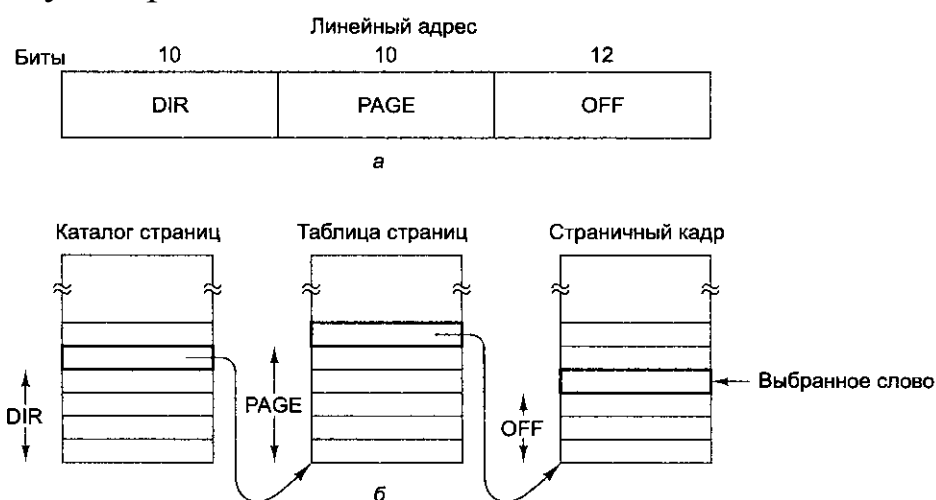 Линейный адрес
Биты 10 10 12
DIR PAGE OFF
а
Каталог страниц Таблица страниц Страничный кадр
Выбранное слово
DIR PAGE OFF
б